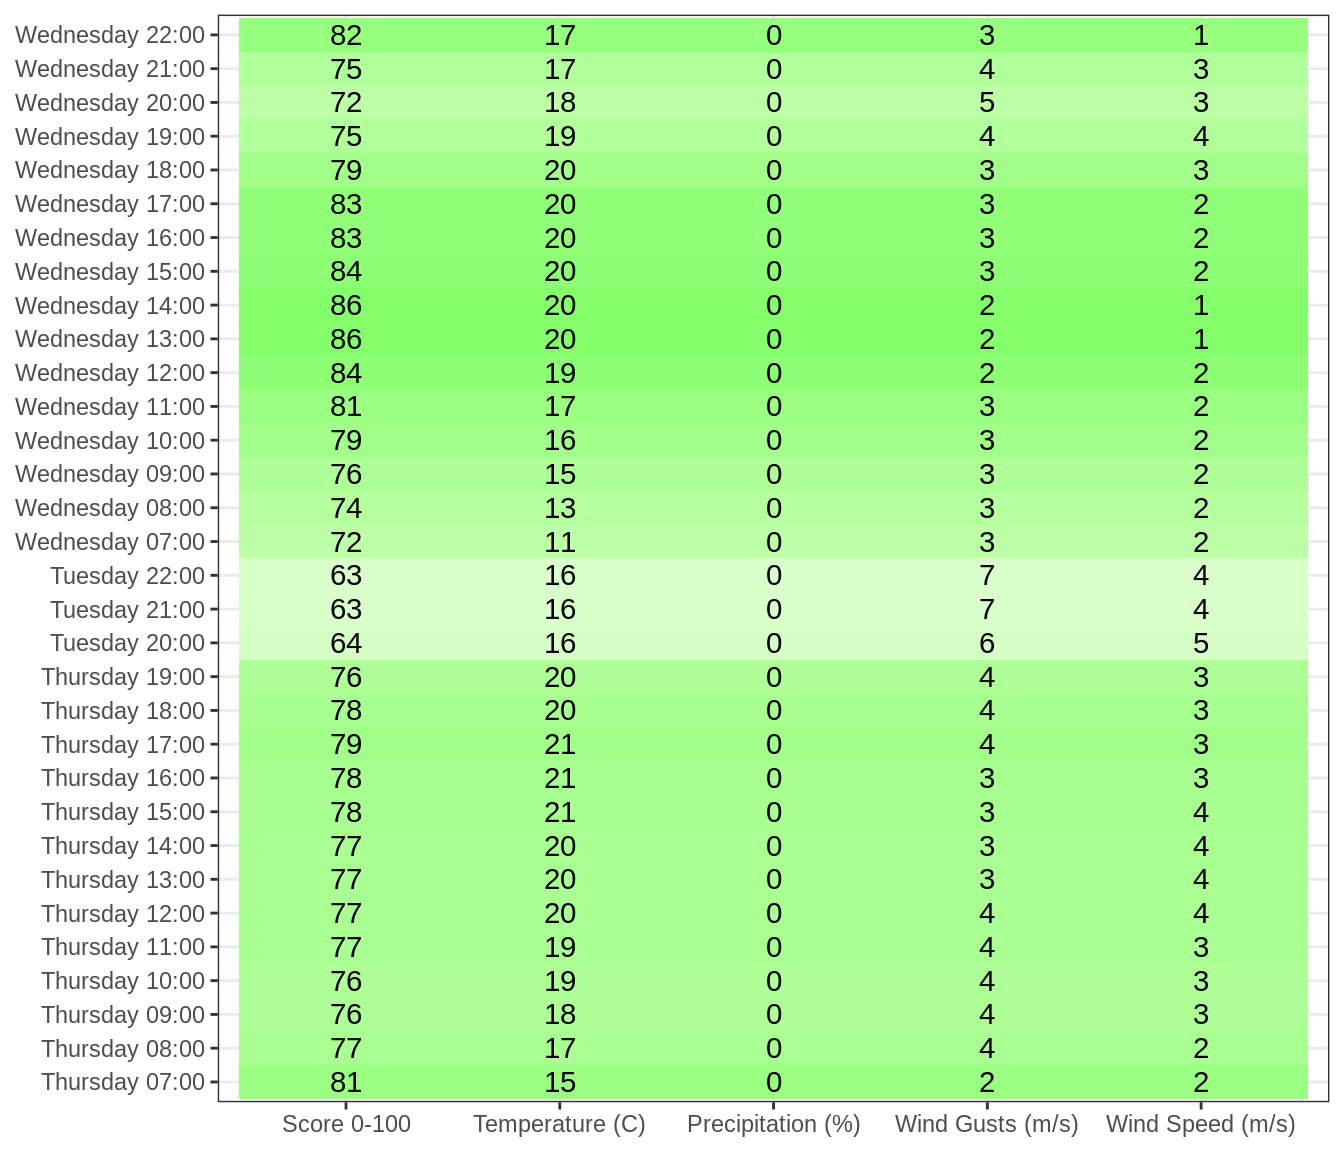 Wednesday 22:00 82 17 0 3 1
Wednesday 21:00 75 17 0 4 3
Wednesday 20:00 72 18 0 5 3
Wednesday 19:00 75 19 0 4 4
Wednesday 18:00 79 20 0 3 3
Wednesday 17:00 83 20 0 3 2
Wednesday 16:00 83 20 0 3 2
Wednesday 15:00 84 20 0 3 2
Wednesday 14:00 86 20 0 2 1
Wednesday 13:00 86 20 0 2 1
Wednesday 12:00 84 19 0 2 2
Wednesday 11:00 81 17 0 3 2
Wednesday 10:00 79 16 0 3 2
Wednesday 09:00 76 15 0 3 2
Wednesday 08:00 74 13 0 3 2
Wednesday 07:00 72 11 0 3 2
Tuesday 22:00 63 16 0 7 4
Tuesday 21:00 63 16 0 7 4
Tuesday 20:00 64 16 0 6 5
Thursday 19:00 76 20 0 4 3
Thursday 18:00 78 20 0 4 3
Thursday 17:00 79 21 0 4 3
Thursday 16:00 78 21 0 3 3
Thursday 15:00 78 21 0 3 4
Thursday 14:00 77 20 0 3 4
Thursday 13:00 77 20 0 3 4
Thursday 12:00 77 20 0 4 4
Thursday 11:00 77 19 0 4 3
Thursday 10:00 76 19 0 4 3
Thursday 09:00 76 18 0 4 3
Thursday 08:00 77 17 0 4 2
Thursday 07:00 81 15 0 2 2
Score 0-100 Temperature (C) Precipitation (%) Wind Gusts (m/s) Wind Speed (m/s)